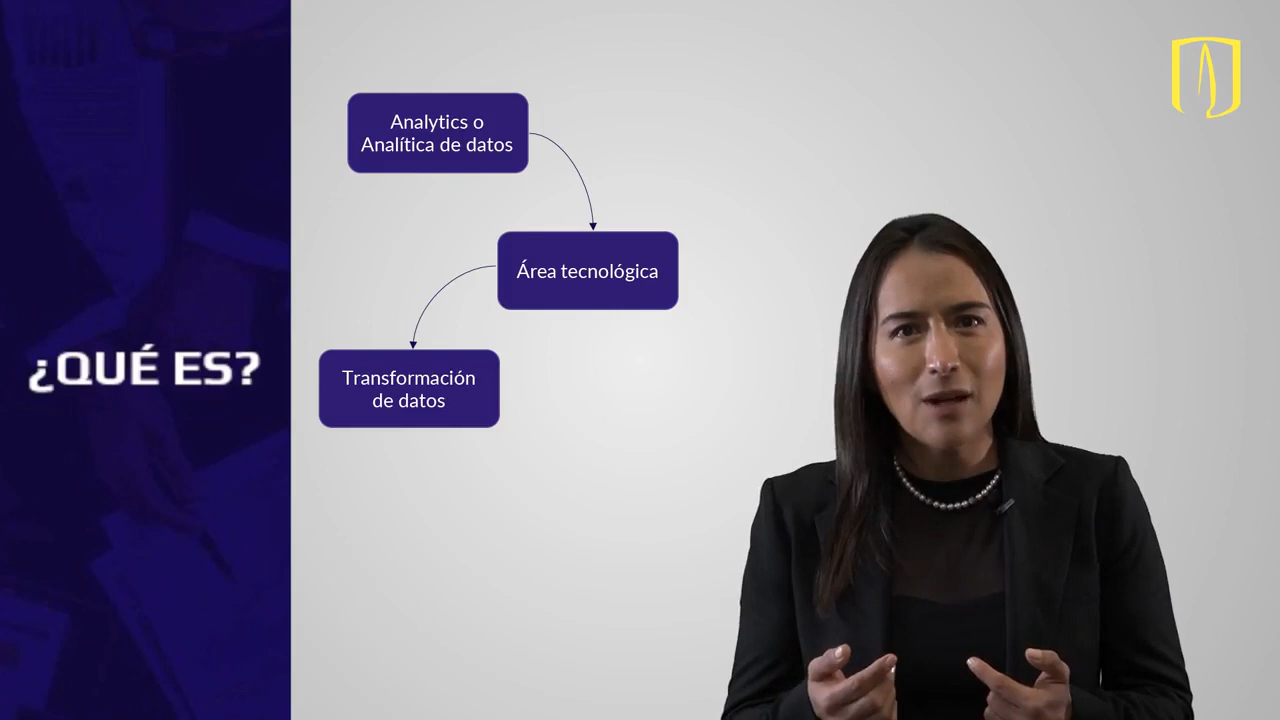 Analytics o
Analítica de datos
Área tecnológica
¿QUÉ ES?
Transformación
de datos